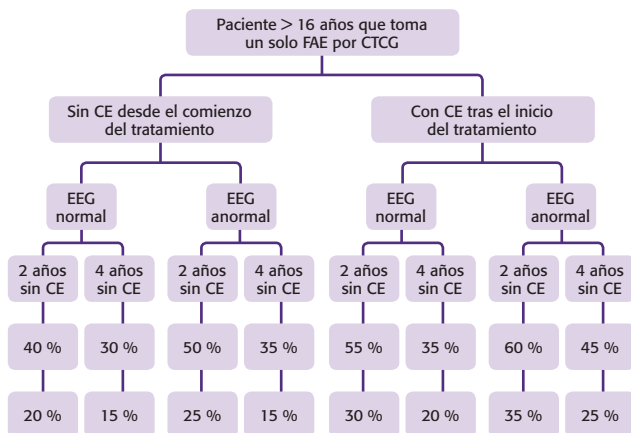 Paciente > 16 años que toma
un solo FAE por CTCG
Sin CE desde el comienzo
del tratamiento
Con CE tras el inicio
del tratamiento
EEG
normal
EEG
anormal
EEG
normal
EEG
anormal
2 años
sin CE
4 años
sin CE
2 años
sin CE
4 años
sin CE
2 años
sin CE
4 años
sin CE
2 años
sin CE
4 años
sin CE
40 %
30 %
50 %
35 %
55 %
35 %
60 %
45 %
20 %
15 %
25 %
15 %
30 %
20 %
35 %
25 %